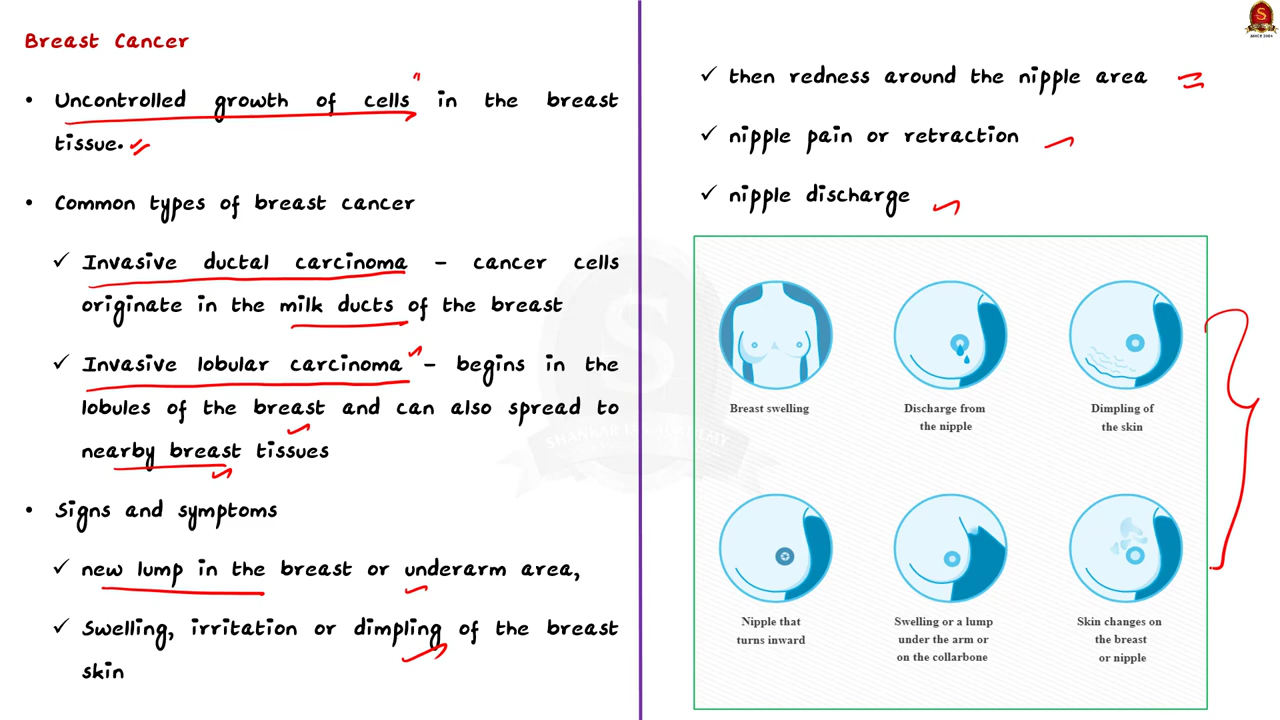 Breast Cancer
• Uncontrolled growth of cells in the breast
tissue.
• Common types of breast cancer
✓ Invasive ductal carcinoma – cancer cells
originate in the milk ducts of the breast
✓ Invasive lobular carcinoma – begins in the
lobules of the breast and can also spread to
nearby breast tissues
• Signs and symptoms
✓ new lump in the breast or underarm area,
✓ Swelling, irritation or dimpling of the breast
skin
✓ then redness around the nipple area
✓ nipple pain or retraction
✓ nipple discharge
Breast swelling
Discharge from
the nipple
Dimpling of
the skin
Nipple that
turns inward
Swelling or a lump
under the arm or
on the collarbone
Skin changes on
the breast
or nipple
S
SINCE 2004
SHANKAR IAS ACADEMY